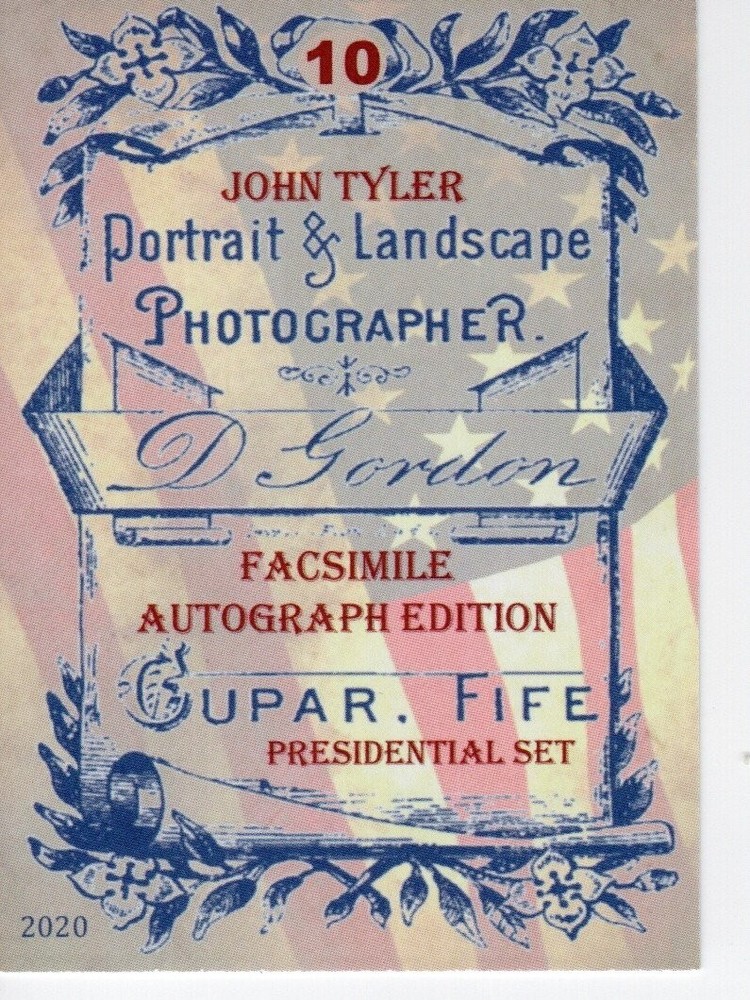 10
JOHN TYLER
Portrait & Landscape
PHOTOGRAPHER.
D Gordon
FACSIMILE
AUTOGRAPH EDITION
CUPAR. FIFE
PRESIDENTIAL SET
2020